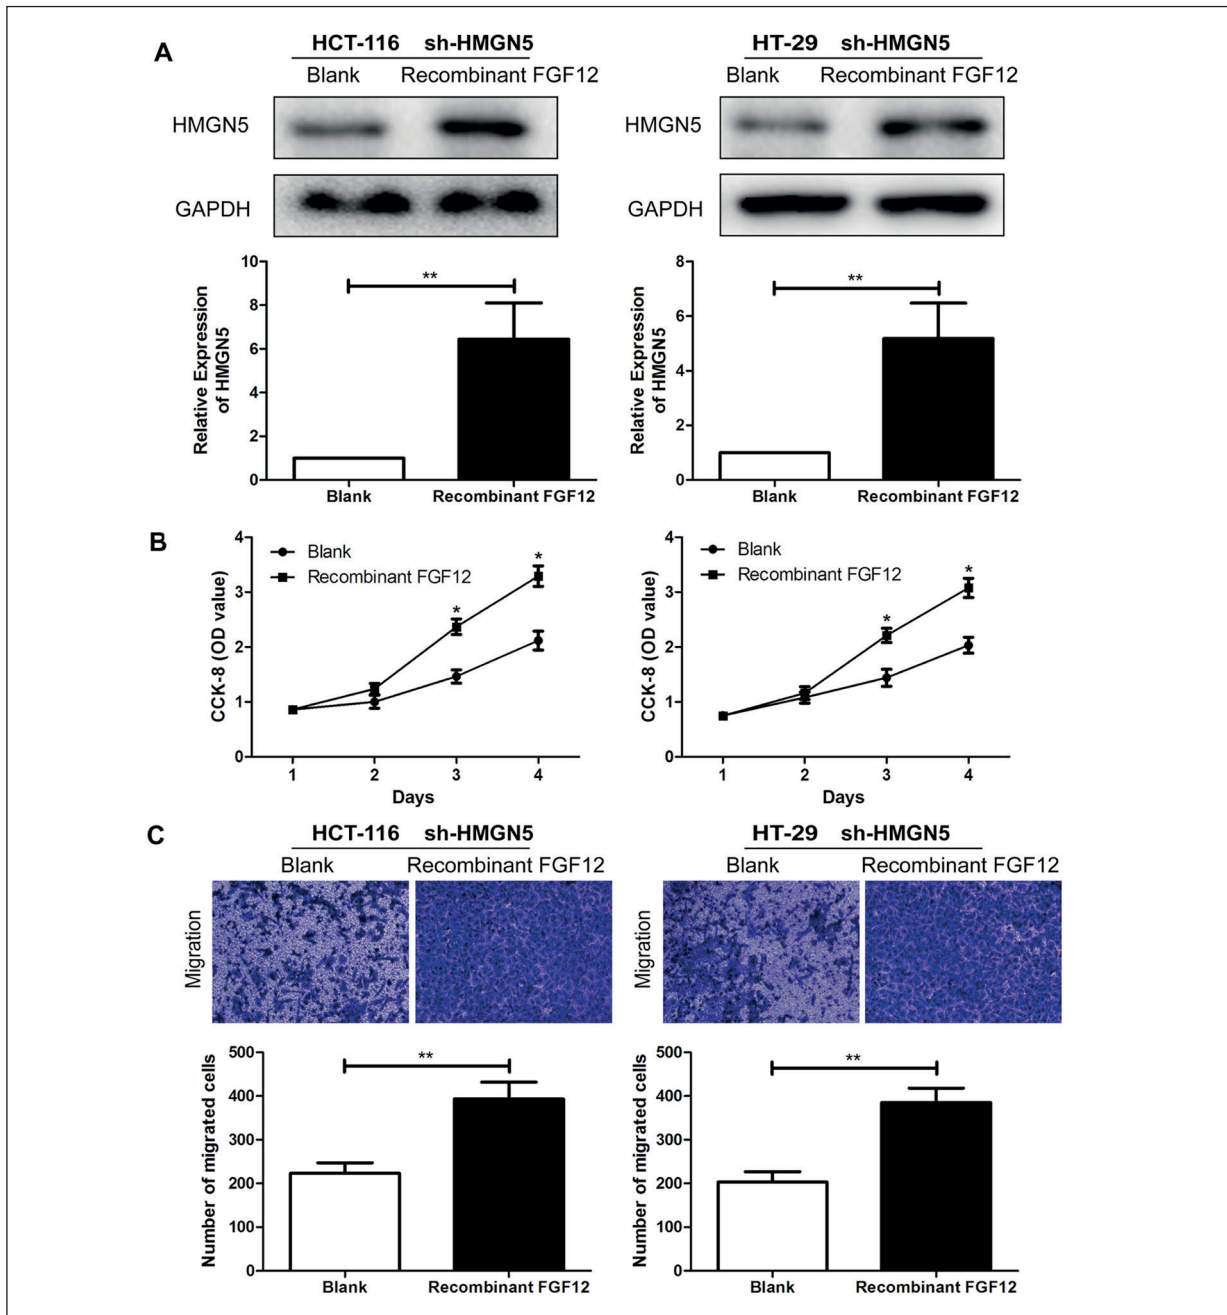 A
HCT-116 sh-HMGN5
Blank Recombinant FGF12
HMGN5
GAPDH
10
8
6
4
2
0
Relative Expression
of HMGN5
**
Blank Recombinant FGF12
HT-29 sh-HMGN5
Blank Recombinant FGF12
HMGN5
GAPDH
8
6
4
2
0
Relative Expression
of HMGN5
**
Blank Recombinant FGF12
B
4
3
2
1
0
CCK-8 (OD value)
Blank
Recombinant FGF12
*
*
1 2 3 4
Days
4
3
2
1
0
CCK-8 (OD value)
Blank
Recombinant FGF12
*
*
1 2 3 4
Days
C
HCT-116 sh-HMGN5
Blank Recombinant FGF12
Migration
500
400
300
200
100
0
Number of migrated cells
**
Blank Recombinant FGF12
HT-29 sh-HMGN5
Blank Recombinant FGF12
Migration
500
400
300
200
100
0
Number of migrated cells
**
Blank Recombinant FGF12